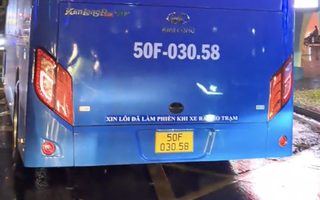 50F-030.58
XIN LỖI ĐÃ LÀM PHIỀN KHI XE RA VÀO TRẠM
50F
030.58